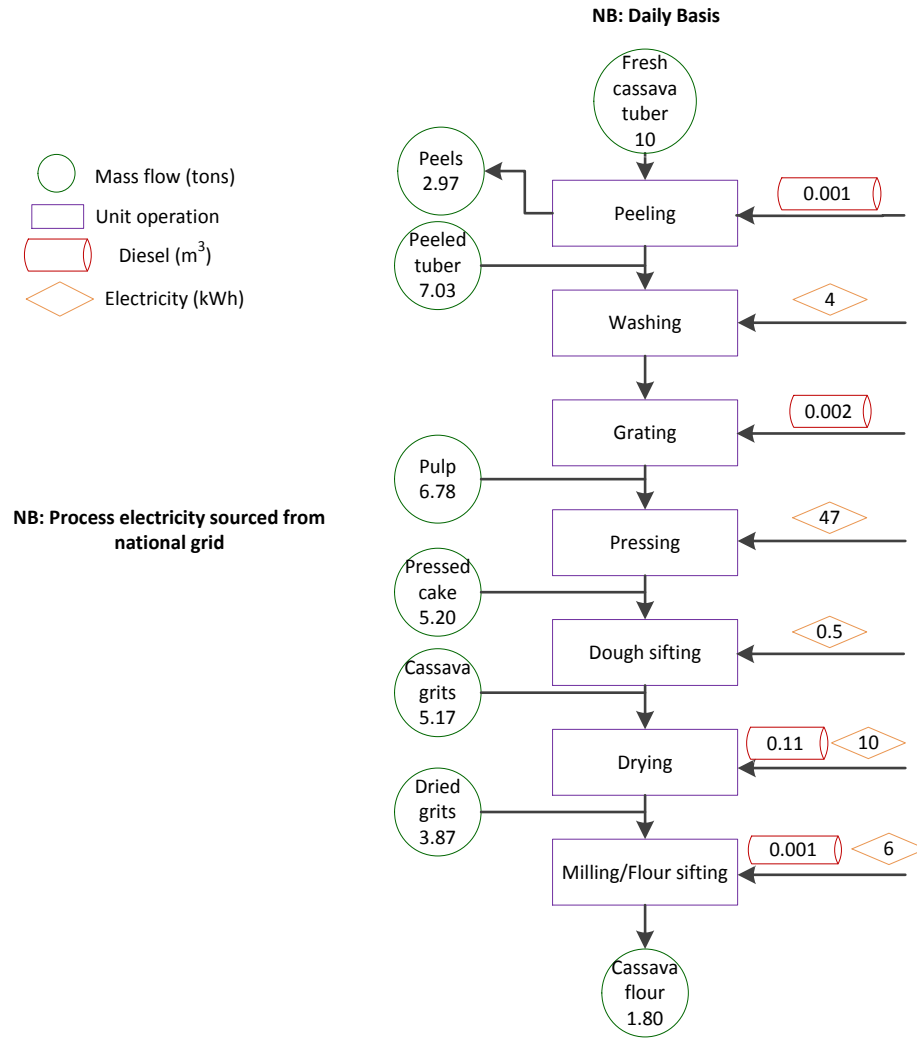 NB: Daily Basis
Fresh
cassava
tuber
10
Peels
2.97
Mass flow (tons)
Unit operation
Diesel (m³)
Electricity (kWh)
Peeling
0.001
Peeled
tuber
7.03
Washing
4
Grating
0.002
Pulp
6.78
NB: Process electricity sourced from
national grid
Pressing
47
Pressed
cake
5.20
Dough sifting
0.5
Cassava
grits
5.17
Drying
0.11
10
Dried
grits
3.87
Milling/Flour sifting
0.001
6
Cassava
flour
1.80